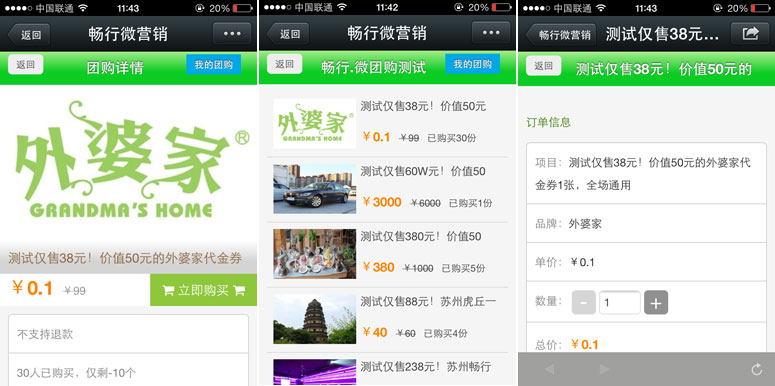 中国联通 11:43 20%
返回 畅行微营销
返回 团购详情 我的团购
外婆家®
GRANDMA'S HOME
测试仅售38元！价值50元的外婆家代金券
￥0.1 ￥99 立即购买
不支持退款
30人已购买，仅剩-10个
中国联通 11:42 20%
返回 畅行微营销
返回 畅行.微团购测试 我的团购
外婆家®
GRANDMA'S HOME
测试仅售38元！价值50元
￥0.1 ￥99 已购买30份
测试仅售60W元！价值50
￥3000 ￥6000 已购买1份
测试仅售380元！价值50
￥380 ￥1000 已购买5份
测试仅售88元！苏州虎丘一
￥40 ￥60 已购买4份
测试仅售238元！苏州畅行
中国联通 11:43 20%
畅行微营销 测试仅售38元...
返回 测试仅售38元！价值50元的
订单信息
项目: 测试仅售38元！价值50元的外婆家代
金券1张，全场通用
品牌: 外婆家
单价: ￥0.1
数量: - 1 +
总价: ￥0.1